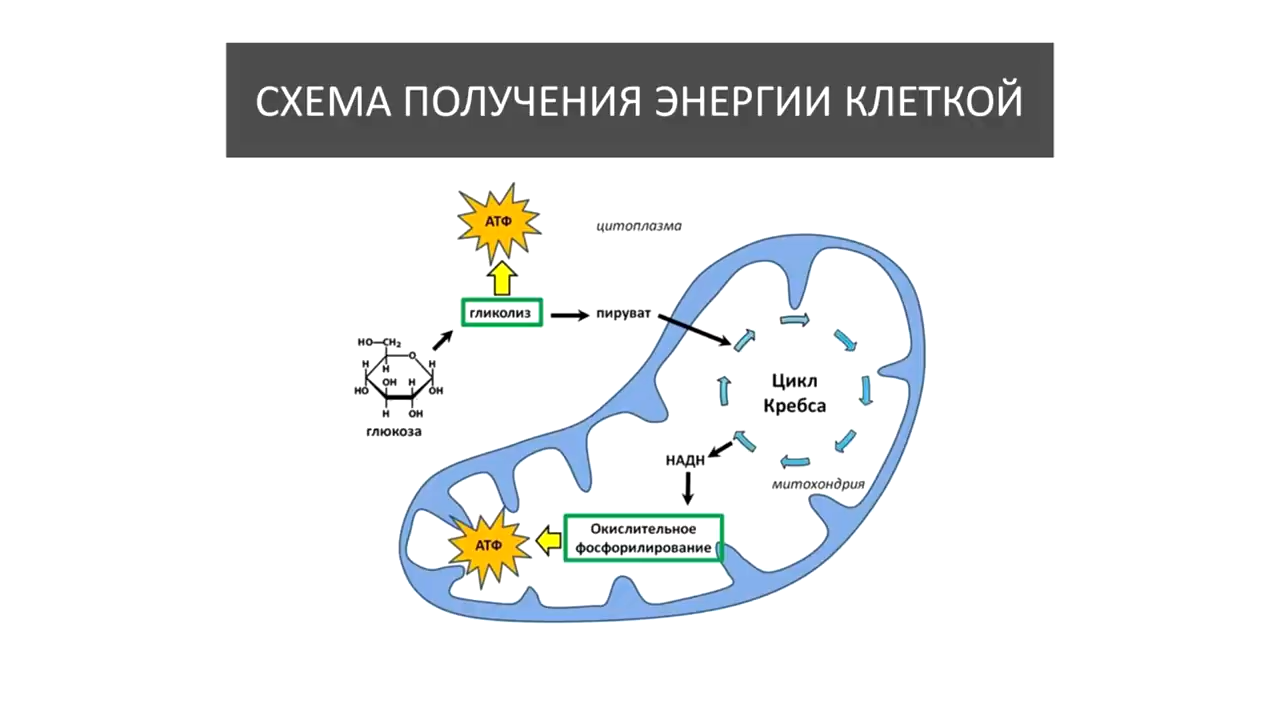 СХЕМА ПОЛУЧЕНИЯ ЭНЕРГИИ КЛЕТКОЙ
АТФ
цитоплазма
гликолиз
пируват
HO—CH₂
O
H
H
H
OH
H
HO
OH
H
OH
глюкоза
Цикл
Кребса
НАДН
митохондрия
Окислительное
фосфорилирование
АТФ